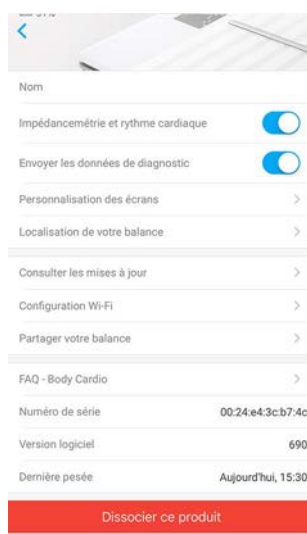 Nom
Impédancemétrie et rythme cardiaque
Envoyer les données de diagnostic
Personnalisation des écrans
Localisation de votre balance
Consulter les mises à jour
Configuration Wi-Fi
Partager votre balance
FAQ - Body Cardio
Numéro de série 00:24:e4:3c:b7:4c
Version logiciel 690
Dernière pesée Aujourd'hui, 15:30
Dissocier ce produit